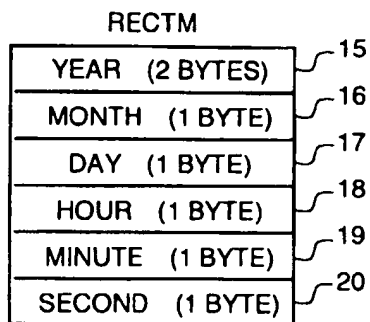 RECTM
YEAR (2 BYTES) 15
MONTH (1 BYTE) 16
DAY (1 BYTE) 17
HOUR (1 BYTE) 18
MINUTE (1 BYTE) 19
SECOND (1 BYTE) 20